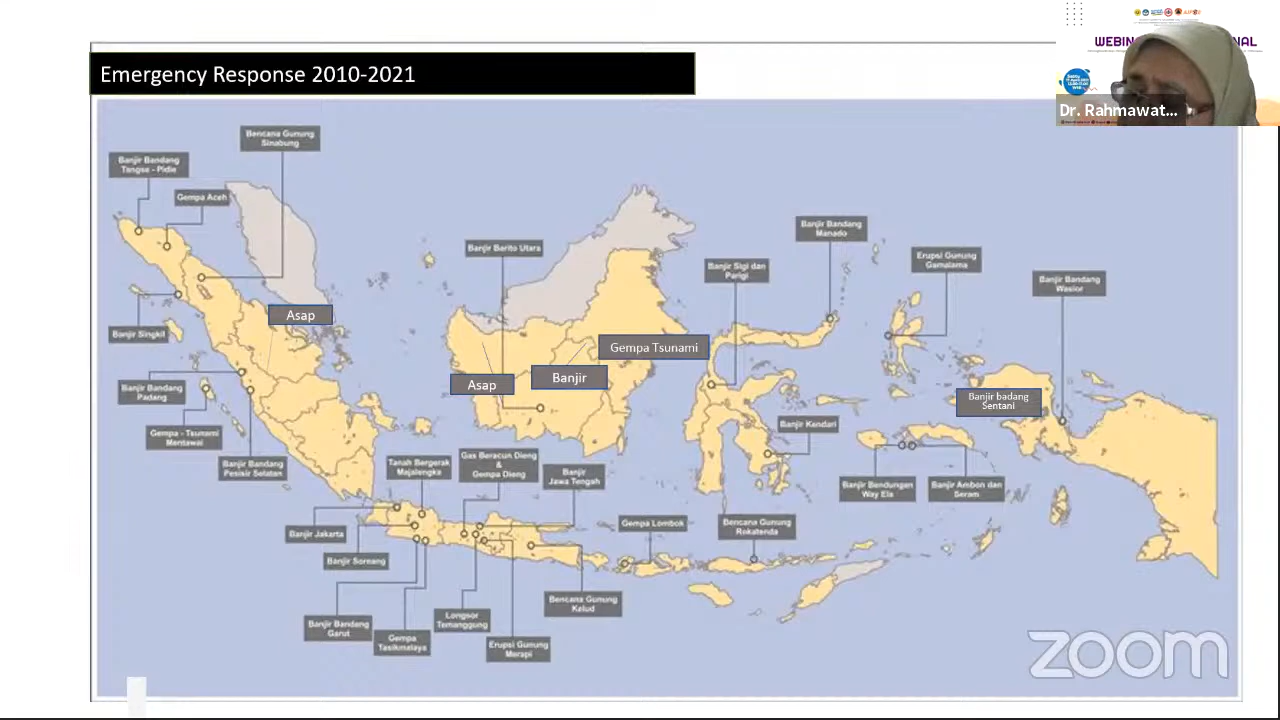 WEBIN
NAL
Dr. Rahmawat...
Emergency Response 2010-2021
Bencana Gunung
Sinabung
Banjir Bandang
Tangse - Pidie
Gempa Aceh
Banjir Singkil
Asap
Banjir Bandang
Padang
Gempa - Tsunami
Mentawai
Banjir Bandang
Pesisir Selatan
Banjir Berito Utara
Asap
Banjir
Gempa Tsunami
Banjir Sigi dan
Parigi
Banjir Bandang
Manado
Erupsi Gunung
Gamalama
Banjir Bandang
Wasior
Banjir badang
Sentani
Banjir Kendari
Banjir Bendungan
Way Ela
Banjir Ambon dan
Seram
Tanah Bergerak
Majalengka
Gas Beracun Dieng
&
Gempa Dieng
Banjir
Jawa Tengah
Banjir Jakarta
Banjir Soreang
Gempa Lombok
Bencana Gunung
Rokatenda
Banjir Bandang
Garut
Gempa
Tasikmalaya
Longsor
Temanggung
Erupsi Gunung
Merapi
Bencana Gunung
Kelud
zoom